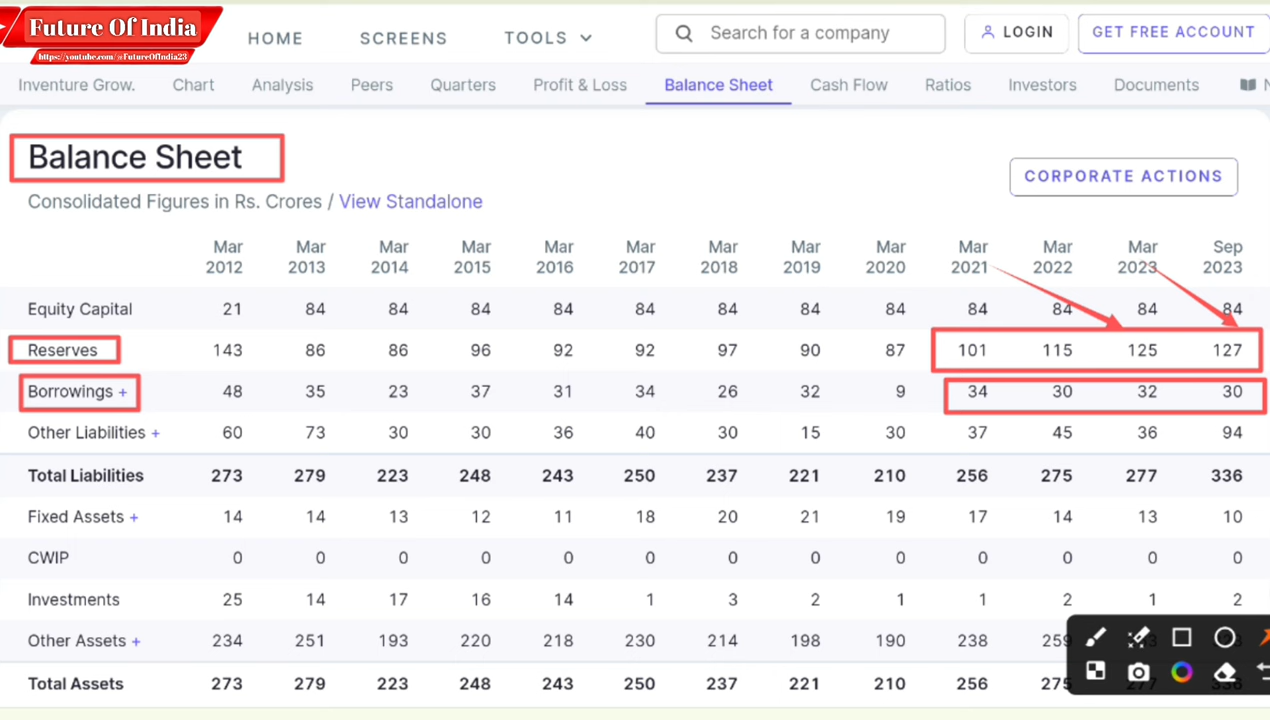 Future Of India
https://youtube.com/@FutureOfIndia23
HOME SCREENS TOOLS Search for a company LOGIN GET FREE ACCOUNT
Inventure Grow. Chart Analysis Peers Quarters Profit & Loss Balance Sheet Cash Flow Ratios Investors Documents
Balance Sheet
CORPORATE ACTIONS
Consolidated Figures in Rs. Crores / View Standalone
Mar Mar Mar Mar Mar Mar Mar Mar Mar Mar Mar Mar Sep
2012 2013 2014 2015 2016 2017 2018 2019 2020 2021 2022 2023 2023
Equity Capital 21 84 84 84 84 84 84 84 84 84 84 84 84
Reserves 143 86 86 96 92 92 97 90 87 101 115 125 127
Borrowings + 48 35 23 37 31 34 26 32 9 34 30 32 30
Other Liabilities + 60 73 30 30 36 40 30 15 30 37 45 36 94
Total Liabilities 273 279 223 248 243 250 237 221 210 256 275 277 336
Fixed Assets + 14 14 13 12 11 18 20 21 19 17 14 13 10
CWIP 0 0 0 0 0 0 0 0 0 0 0 0 0
Investments 25 14 17 16 14 1 3 2 1 1 2 1 2
Other Assets + 234 251 193 220 218 230 214 198 190 238 259
Total Assets 273 279 223 248 243 250 237 221 210 256 275